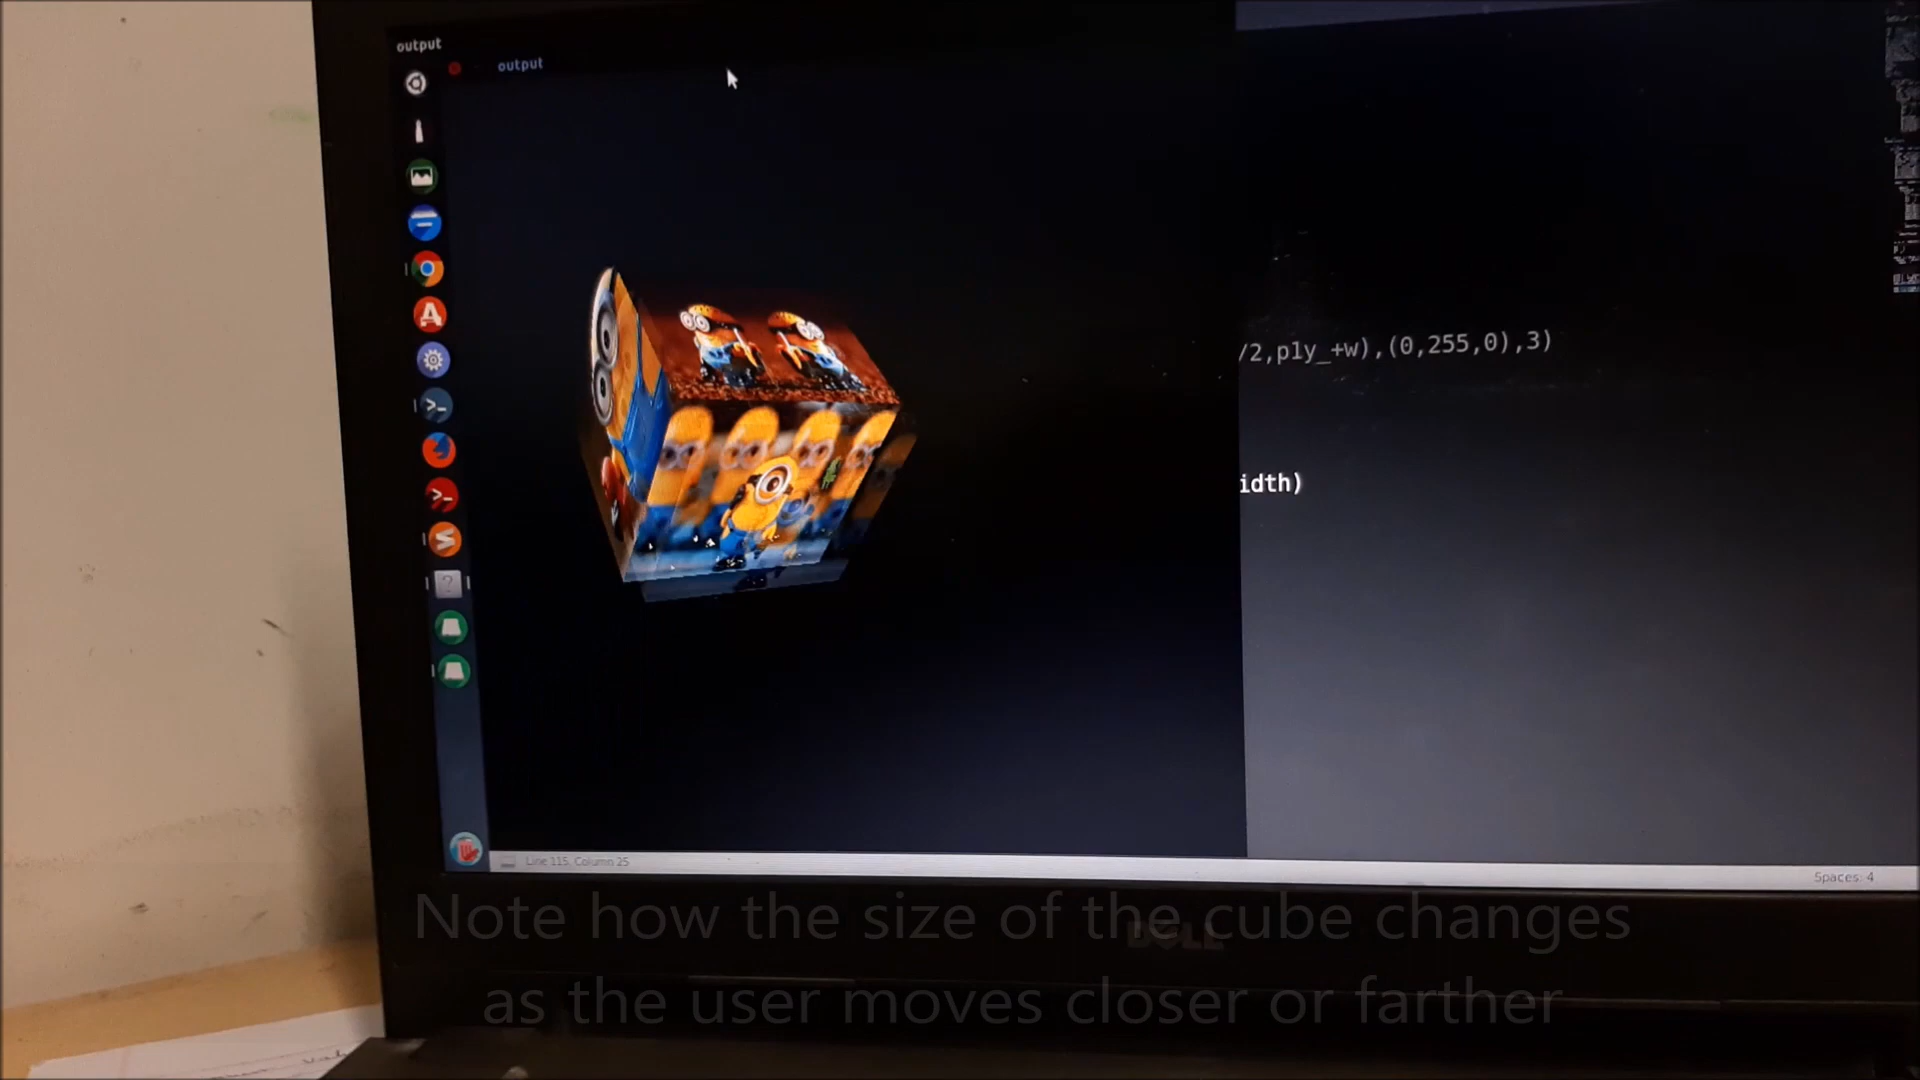 output
output
/2,ply_+w),(0,255,0),3)
idth)
Line 115, Column 25
Spaces: 4
DELL
Note how the size of the cube changes
as the user moves closer or farther